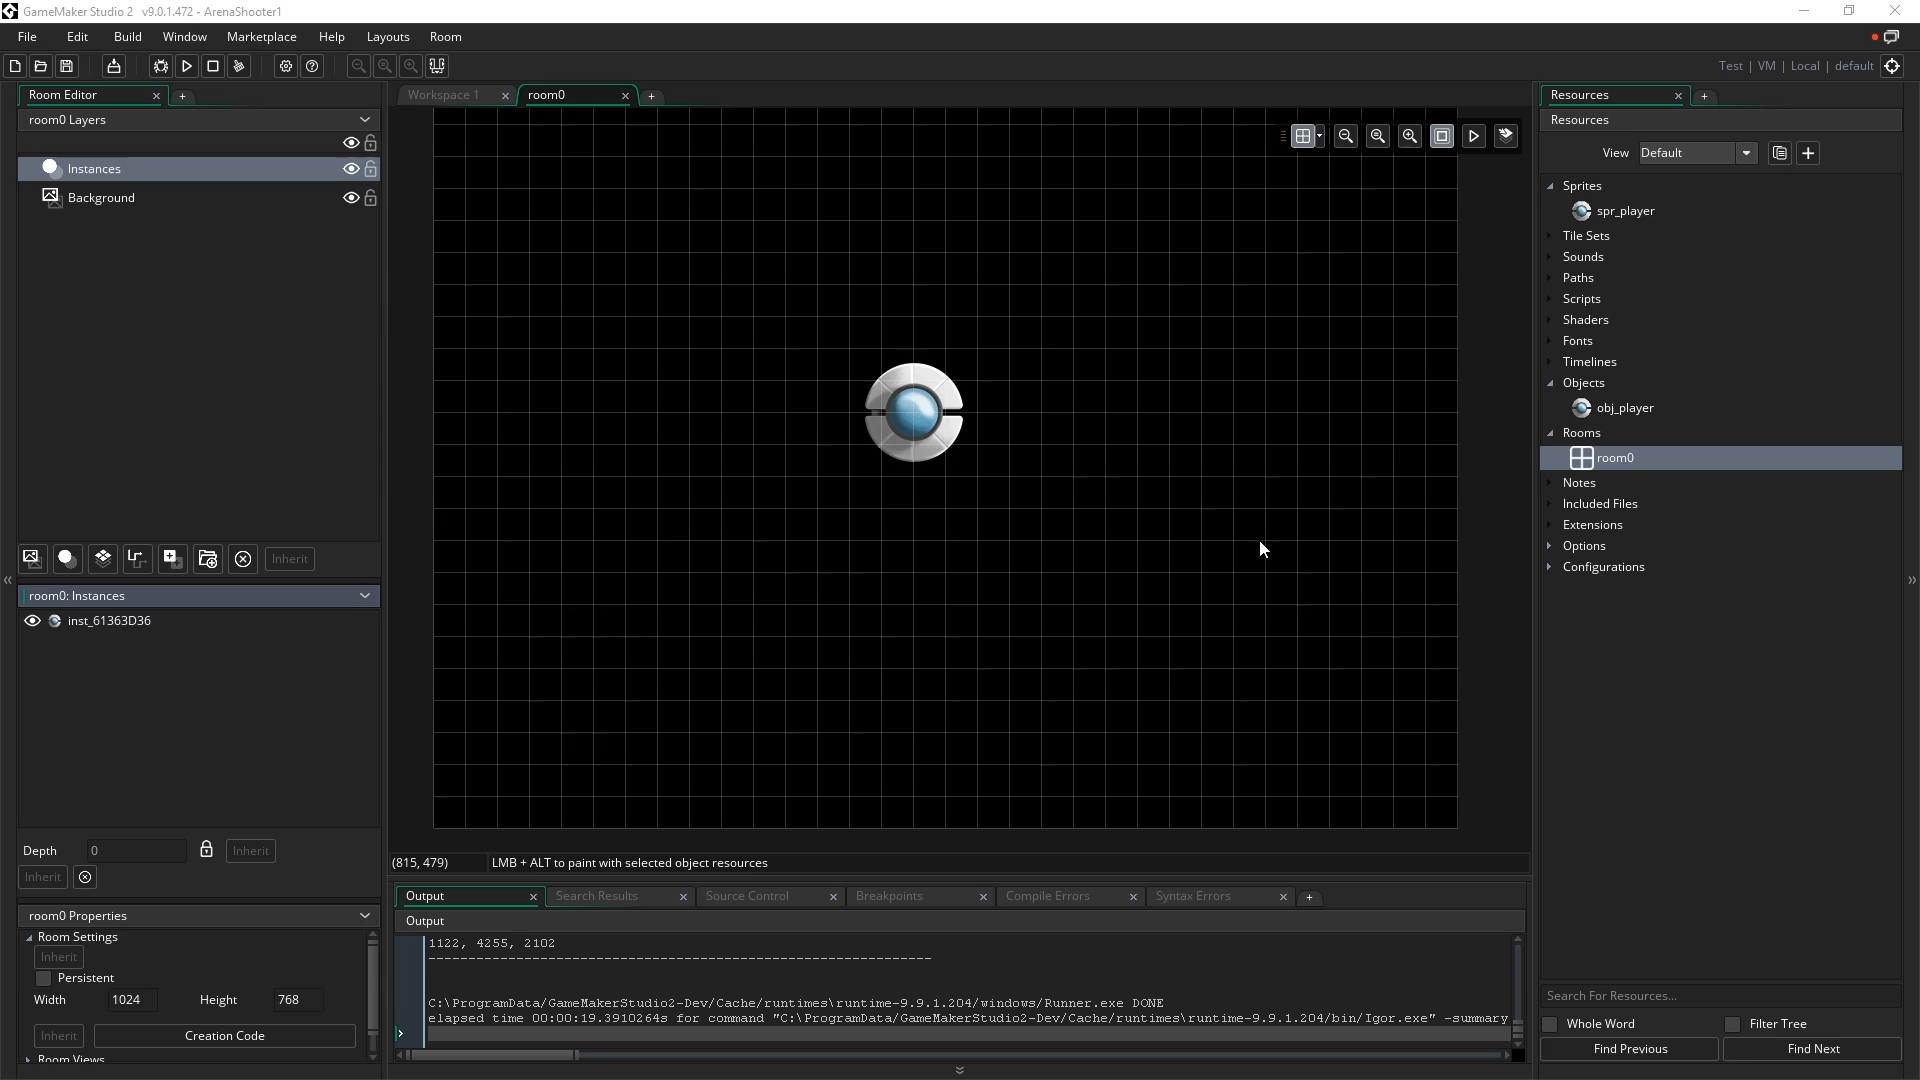 GameMaker Studio 2 v9.0.1.472 - ArenaShooter1
File Edit Build Window Marketplace Help Layouts Room
Test | VM | Local | default
Room Editor
room0 Layers
Instances
Background
Inherit
room0: Instances
inst_61363D36
Depth 0 Inherit
Inherit
room0 Properties
Room Settings
Inherit
Persistent
Width 1024 Height 768
Inherit Creation Code
Room Views
Workspace 1 room0
(815, 479) LMB + ALT to paint with selected object resources
Output Search Results Source Control Breakpoints Compile Errors Syntax Errors
Output
1122, 4255, 2102
---------------------------------------------------------------
C:\ProgramData/GameMakerStudio2-Dev/Cache/runtimes\runtime-9.9.1.204/windows/Runner.exe DONE
elapsed time 00:00:19.3910264s for command "C:\ProgramData/GameMakerStudio2-Dev/Cache/runtimes\runtime-9.9.1.204/bin/Igor.exe" -summary
Resources
Resources
View Default
Sprites
spr_player
Tile Sets
Sounds
Paths
Scripts
Shaders
Fonts
Timelines
Objects
obj_player
Rooms
room0
Notes
Included Files
Extensions
Options
Configurations
Search For Resources...
Whole Word Filter Tree
Find Previous Find Next